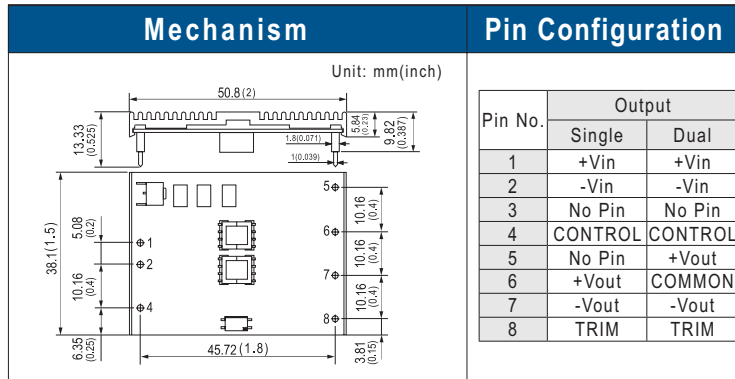 Mechanism
Pin Configuration
Unit: mm(inch)
50.8(2)
13.33
(0.525)
1.8(0.071)
1(0.039)
5.84
(0.23)
9.82
(0.387)
38.1(1.5)
5.08
(0.2)
10.16
(0.4)
6.35
(0.25)
1
2
4
5
6
7
8
10.16
(0.4)
10.16
(0.4)
10.16
(0.4)
3.81
(0.15)
45.72(1.8)
Pin No. Output
Single Dual
1 +Vin +Vin
2 -Vin -Vin
3 No Pin No Pin
4 CONTROL CONTROL
5 No Pin +Vout
6 +Vout COMMON
7 -Vout -Vout
8 TRIM TRIM